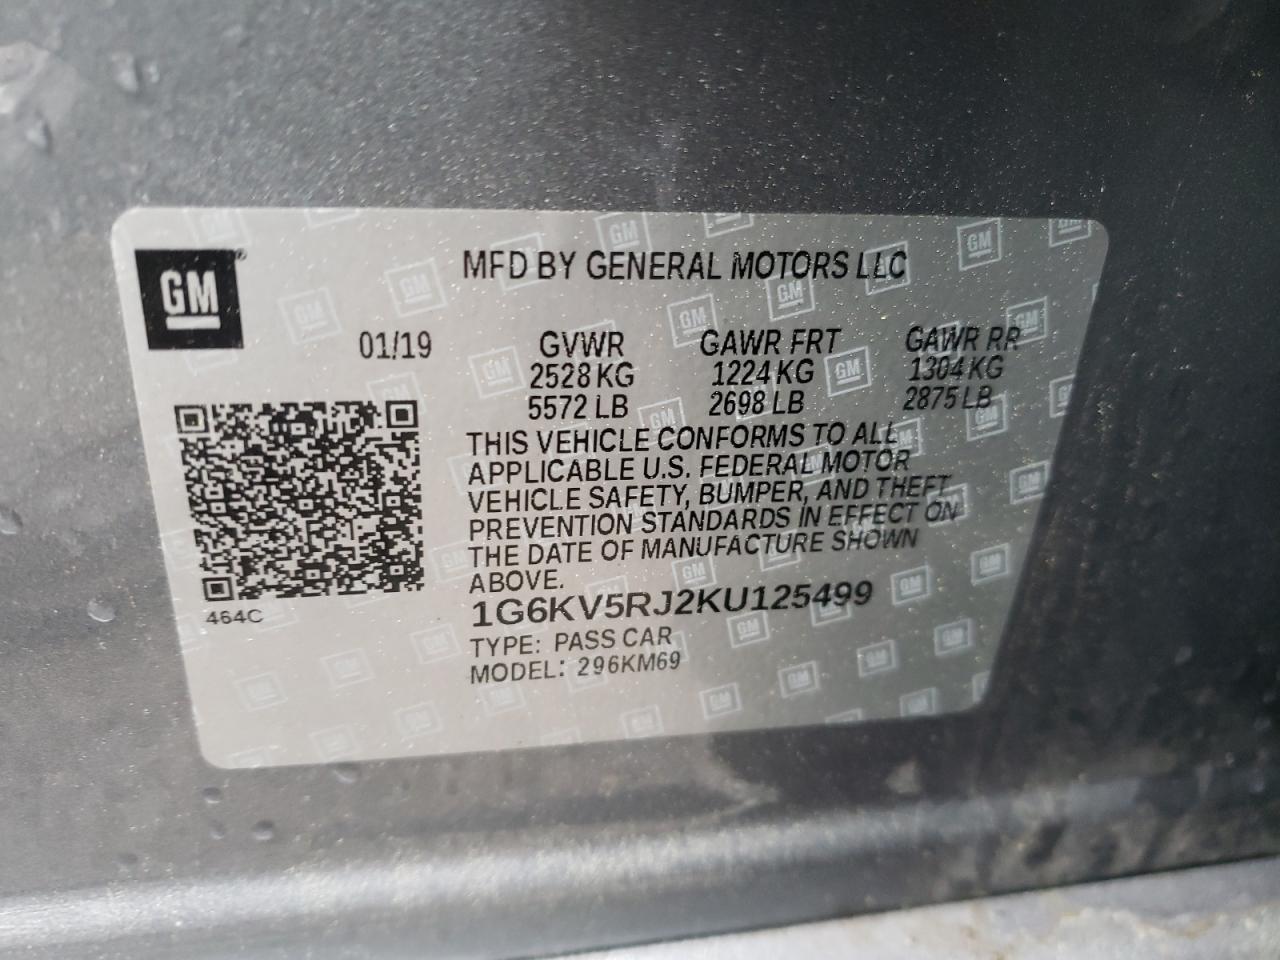 GM
MFD BY GENERAL MOTORS LLC
01/19 GVWR GAWR FRT GAWR RR
2528 KG 1224 KG 1304 KG
5572 LB 2698 LB 2875 LB
THIS VEHICLE CONFORMS TO ALL
APPLICABLE U.S. FEDERAL MOTOR
VEHICLE SAFETY, BUMPER, AND THEFT
PREVENTION STANDARDS IN EFFECT ON
THE DATE OF MANUFACTURE SHOWN
ABOVE.
464C
1G6KV5RJ2KU125499
TYPE: PASS CAR
MODEL: 296KM69